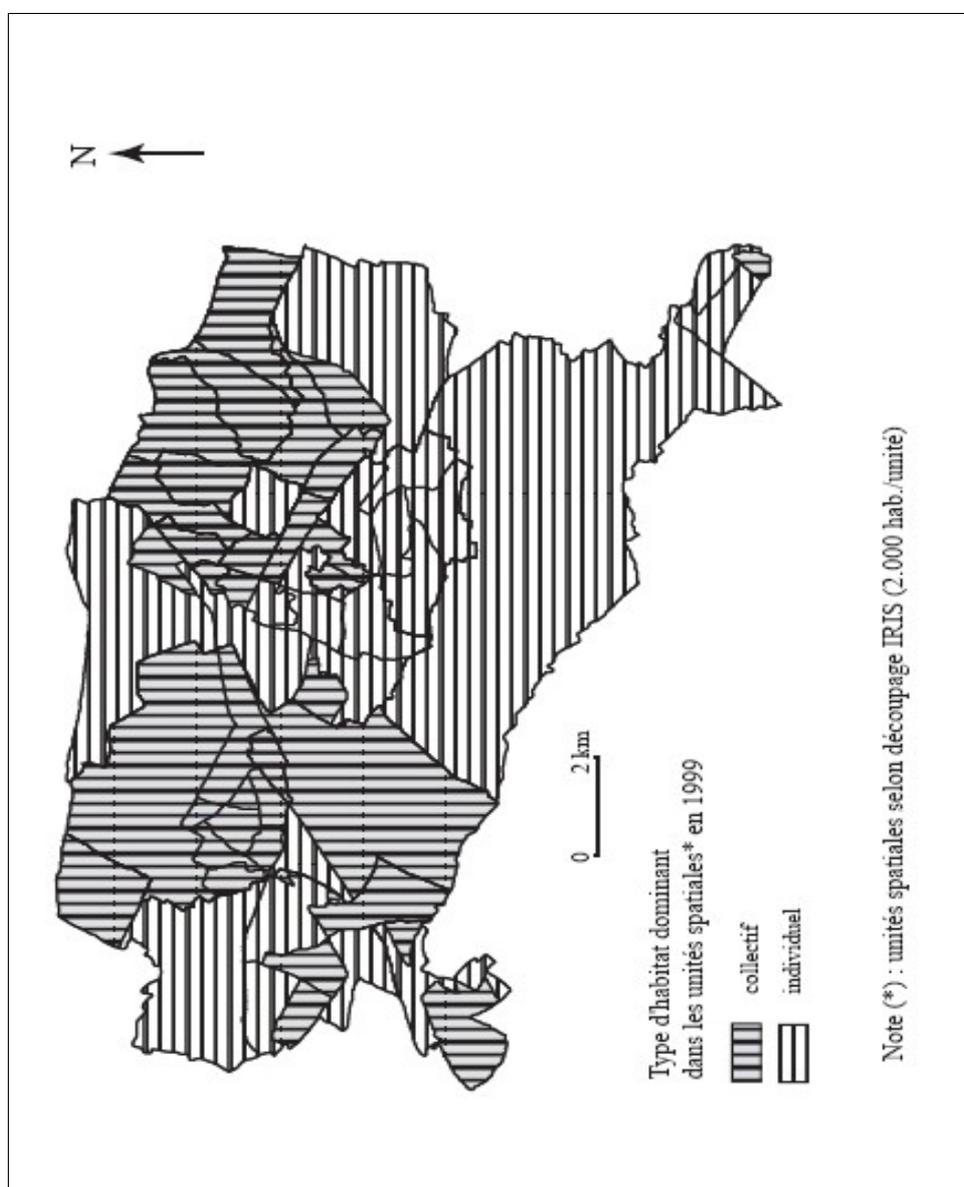 N
0 2 km
Type d'habitat dominant
dans les unités spatiales* en 1999
collectif
individuel
Note (*) : unités spatiales selon découpage IRIS (2.000 hab./unité)